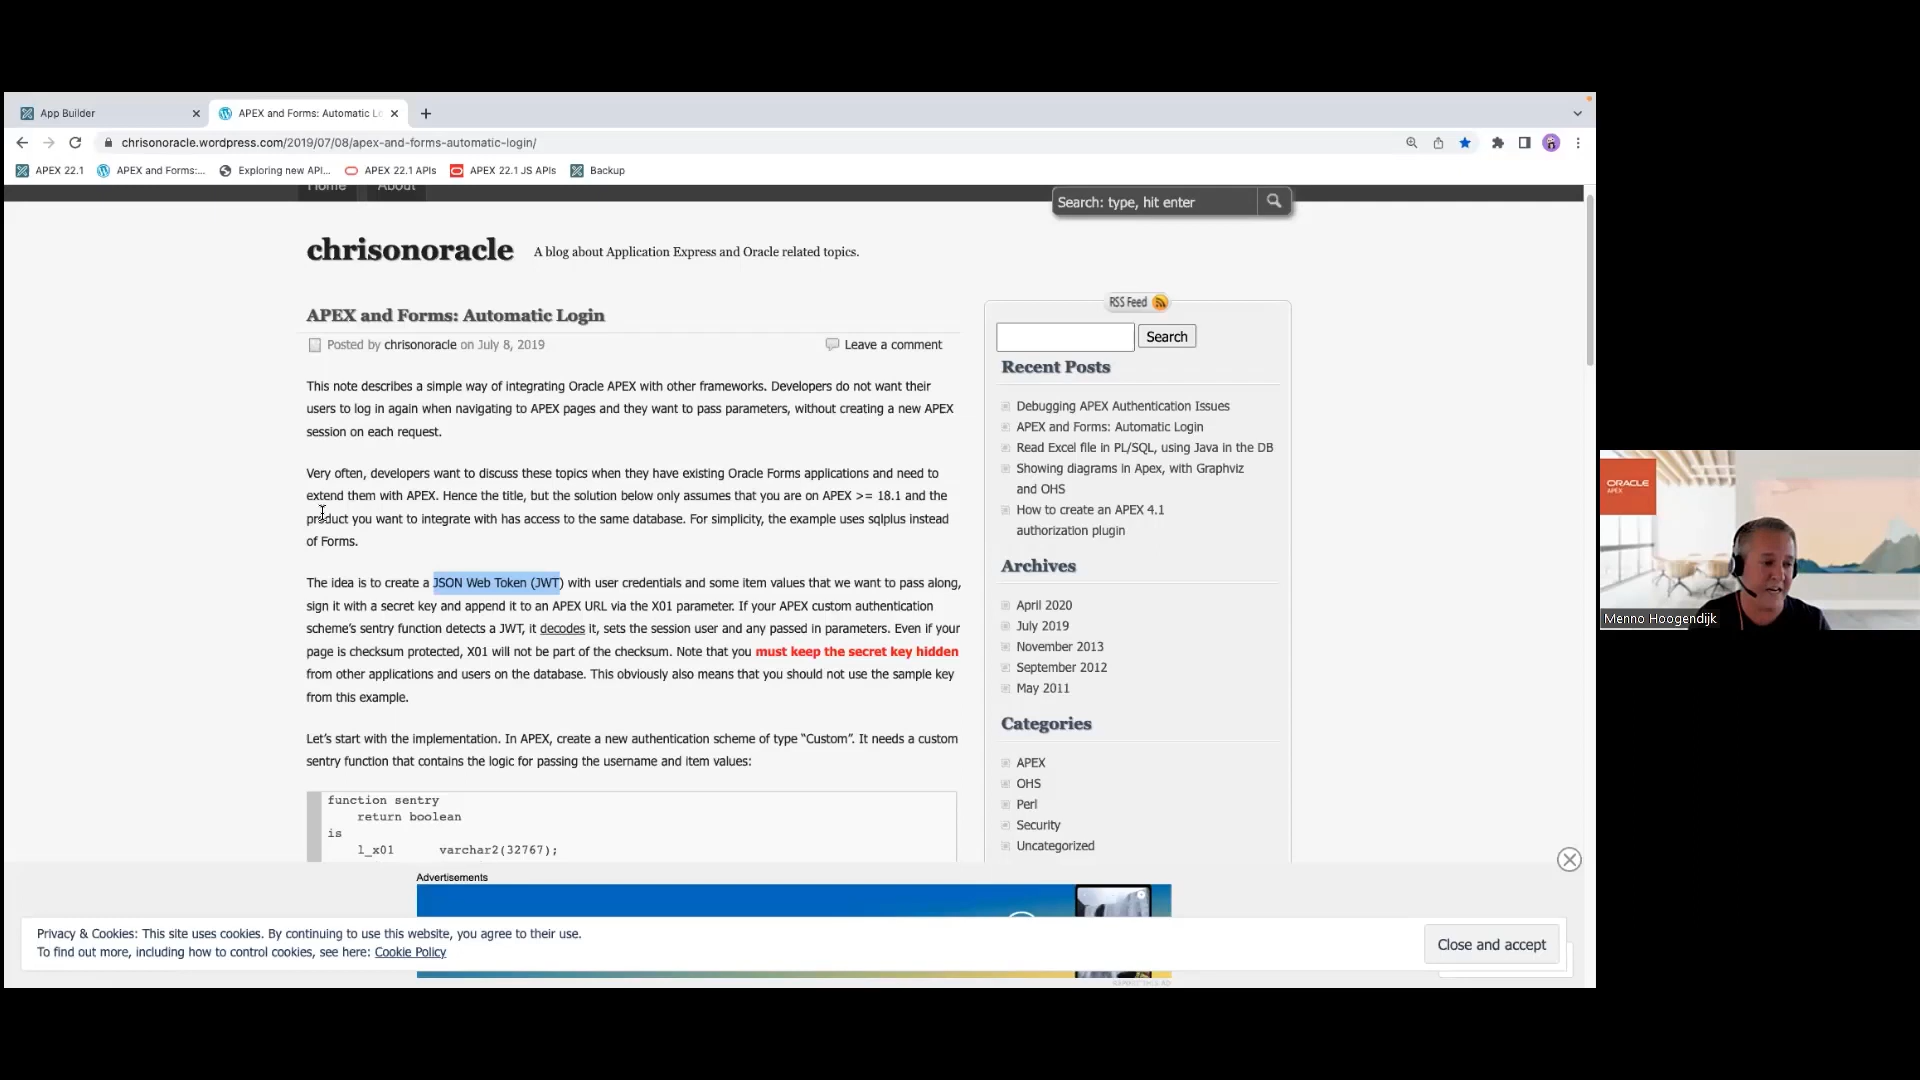 App Builder
APEX and Forms: Automatic Lo
chrisonoracle.wordpress.com/2019/07/08/apex-and-forms-automatic-login/
APEX 22.1
APEX and Forms:...
Exploring new API...
APEX 22.1 APIs
APEX 22.1 JS APIs
Backup
Home
About
Search: type, hit enter
chrisonoracle
A blog about Application Express and Oracle related topics.
APEX and Forms: Automatic Login
Posted by chrisonoracle on July 8, 2019
Leave a comment
This note describes a simple way of integrating Oracle APEX with other frameworks. Developers do not want their
users to log in again when navigating to APEX pages and they want to pass parameters, without creating a new APEX
session on each request.
Very often, developers want to discuss these topics when they have existing Oracle Forms applications and need to
extend them with APEX. Hence the title, but the solution below only assumes that you are on APEX >= 18.1 and the
product you want to integrate with has access to the same database. For simplicity, the example uses sqlplus instead
of Forms.
The idea is to create a JSON Web Token (JWT) with user credentials and some item values that we want to pass along,
sign it with a secret key and append it to an APEX URL via the X01 parameter. If your APEX custom authentication
scheme's sentry function detects a JWT, it decodes it, sets the session user and any passed in parameters. Even if your
page is checksum protected, X01 will not be part of the checksum. Note that you must keep the secret key hidden
from other applications and users on the database. This obviously also means that you should not use the sample key
from this example.
Let's start with the implementation. In APEX, create a new authentication scheme of type “Custom”. It needs a custom
sentry function that contains the logic for passing the username and item values:
function sentry
return boolean
is
l_x01 varchar2(32767);
RSS Feed
Search
Recent Posts
Debugging APEX Authentication Issues
APEX and Forms: Automatic Login
Read Excel file in PL/SQL, using Java in the DB
Showing diagrams in Apex, with Graphviz
and OHS
How to create an APEX 4.1
authorization plugin
Archives
April 2020
July 2019
November 2013
September 2012
May 2011
Categories
APEX
OHS
Perl
Security
Uncategorized
Advertisements
Privacy & Cookies: This site uses cookies. By continuing to use this website, you agree to their use.
To find out more, including how to control cookies, see here: Cookie Policy
Close and accept
ORACLE
APEX
Menno Hoogendijk